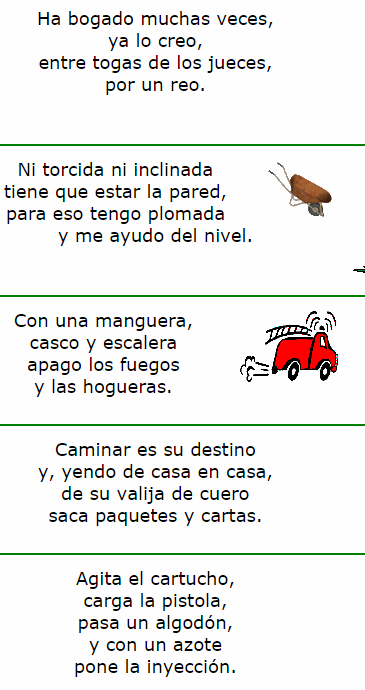 Ha bogado muchas veces,
ya lo creo,
entre togas de los jueces,
por un reo.
Ni torcida ni inclinada
tiene que estar la pared,
para eso tengo plomada
y me ayudo del nivel.
Con una manguera,
casco y escalera
apago los fuegos
y las hogueras.
Caminar es su destino
y, yendo de casa en casa,
de su valija de cuero
saca paquetes y cartas.
Agita el cartucho,
carga la pistola,
pasa un algodón,
y con un azote
pone la inyección.